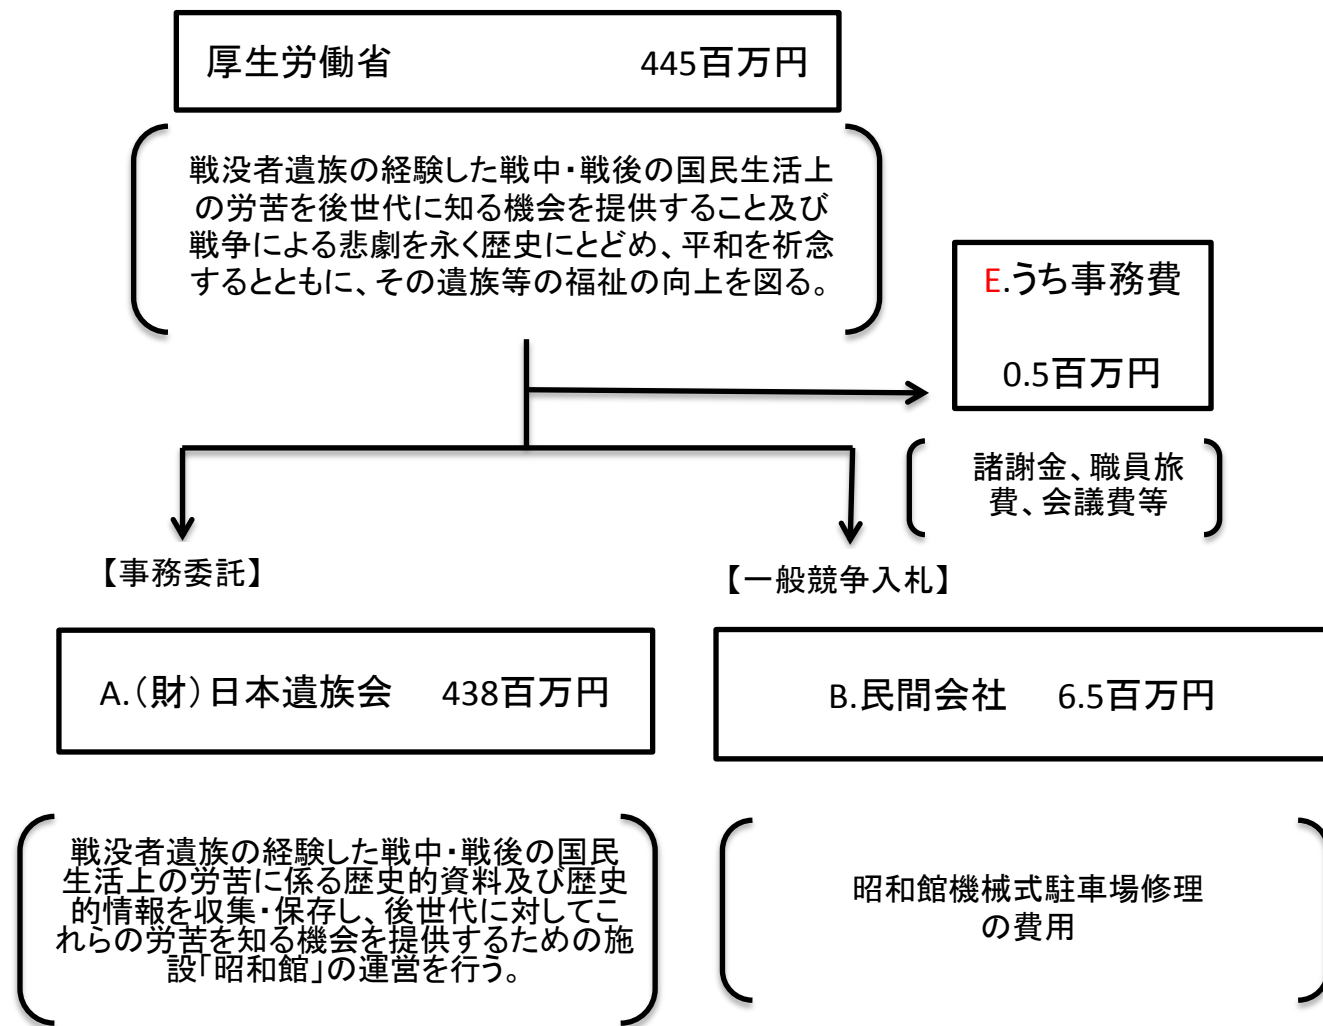 厚生労働省 445百万円
戦没者遺族の経験した戦中・戦後の国民生活上
の労苦を後世代に知る機会を提供すること及び
戦争による悲劇を永く歴史にとどめ、平和を祈念
するとともに、その遺族等の福祉の向上を図る。
E.うち事務費
0.5百万円
諸謝金、職員旅
費、会議費等
【事務委託】
【一般競争入札】
A.(財)日本遺族会 438百万円
B.民間会社 6.5百万円
戦没者遺族の経験した戦中・戦後の国民
生活上の労苦に係る歴史的資料及び歴史
的情報を収集・保存し、後世代に対してこ
れらの労苦を知る機会を提供するための施
設「昭和館」の運営を行う。
昭和館機械式駐車場修理
の費用